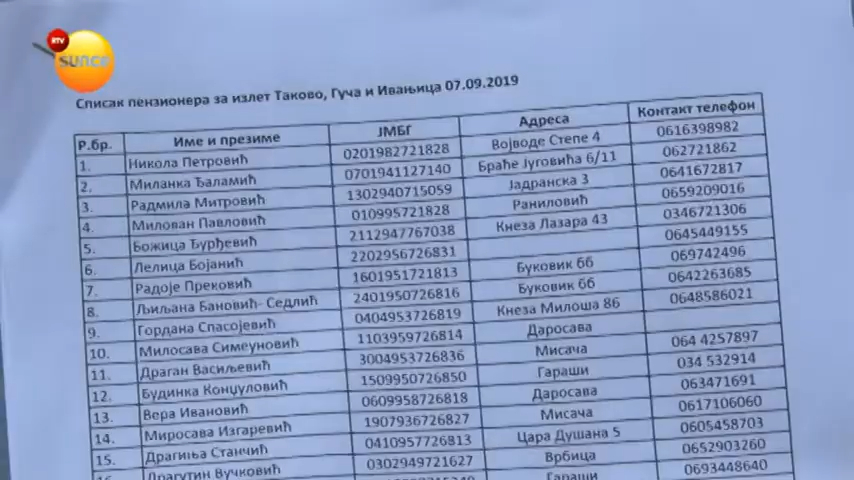 RTV
SUNCE
Списак пензионера за излет Таково, Гуча и Ивањица 07.09.2019
Р.бр. Име и презиме ЈМБГ Адреса Контакт телефон
1. Никола Петровић 0201982721828 Војводе Степе 4 0616398982
2. Миланка Ђаламић 0701941127140 Браће Југовића 6/11 062721862
3. Радмила Митровић 1302940715059 Јадранска 3 0641672817
4. Милован Павловић 010995721828 Раниловић 0659209016
5. Божица Ђурђевић 2112947767038 Кнеза Лазара 43 0346721306
6. Лелица Бојанић 2202956726831 0645449155
7. Радоје Прековић 1601951721813 Буковик бб 069742496
8. Љиљана Бановић- Седлић 2401950726816 Буковик бб 0642263685
9. Гордана Спасојевић 0404953726819 Кнеза Милоша 86 0648586021
10. Милосава Симеуновић 1103959726814 Даросава
11. Драган Васиљевић 3004953726836 Мисача 064 4257897
12. Будинка Конџуловић 1509950726850 Гараши 034 532914
13. Вера Ивановић 0609958726818 Даросава 063471691
14. Миросава Изгаревић 1907936726827 Мисача 0617106060
15. Драгиња Станчић 0410957726813 Цара Душана 5 0605458703
Драгутин Вучковић 0302949721627 Врбица 0652903260
Гараши 0693448640